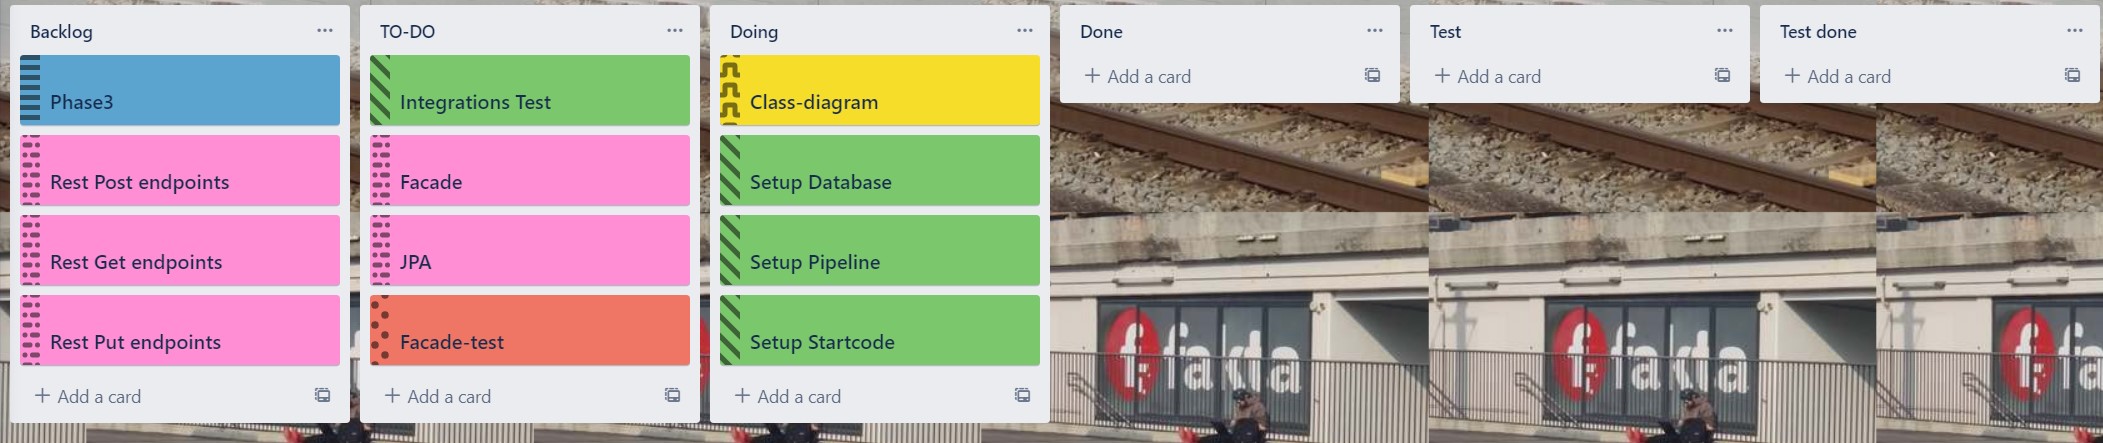 Backlog
Phase3
Rest Post endpoints
Rest Get endpoints
Rest Put endpoints
Add a card
TO-DO
Integrations Test
Facade
JPA
Facade-test
Add a card
Doing
Class-diagram
Setup Database
Setup Pipeline
Setup Startcode
Add a card
Done
Add a card
Test
Add a card
Test done
Add a card
fakta
fakta
fa